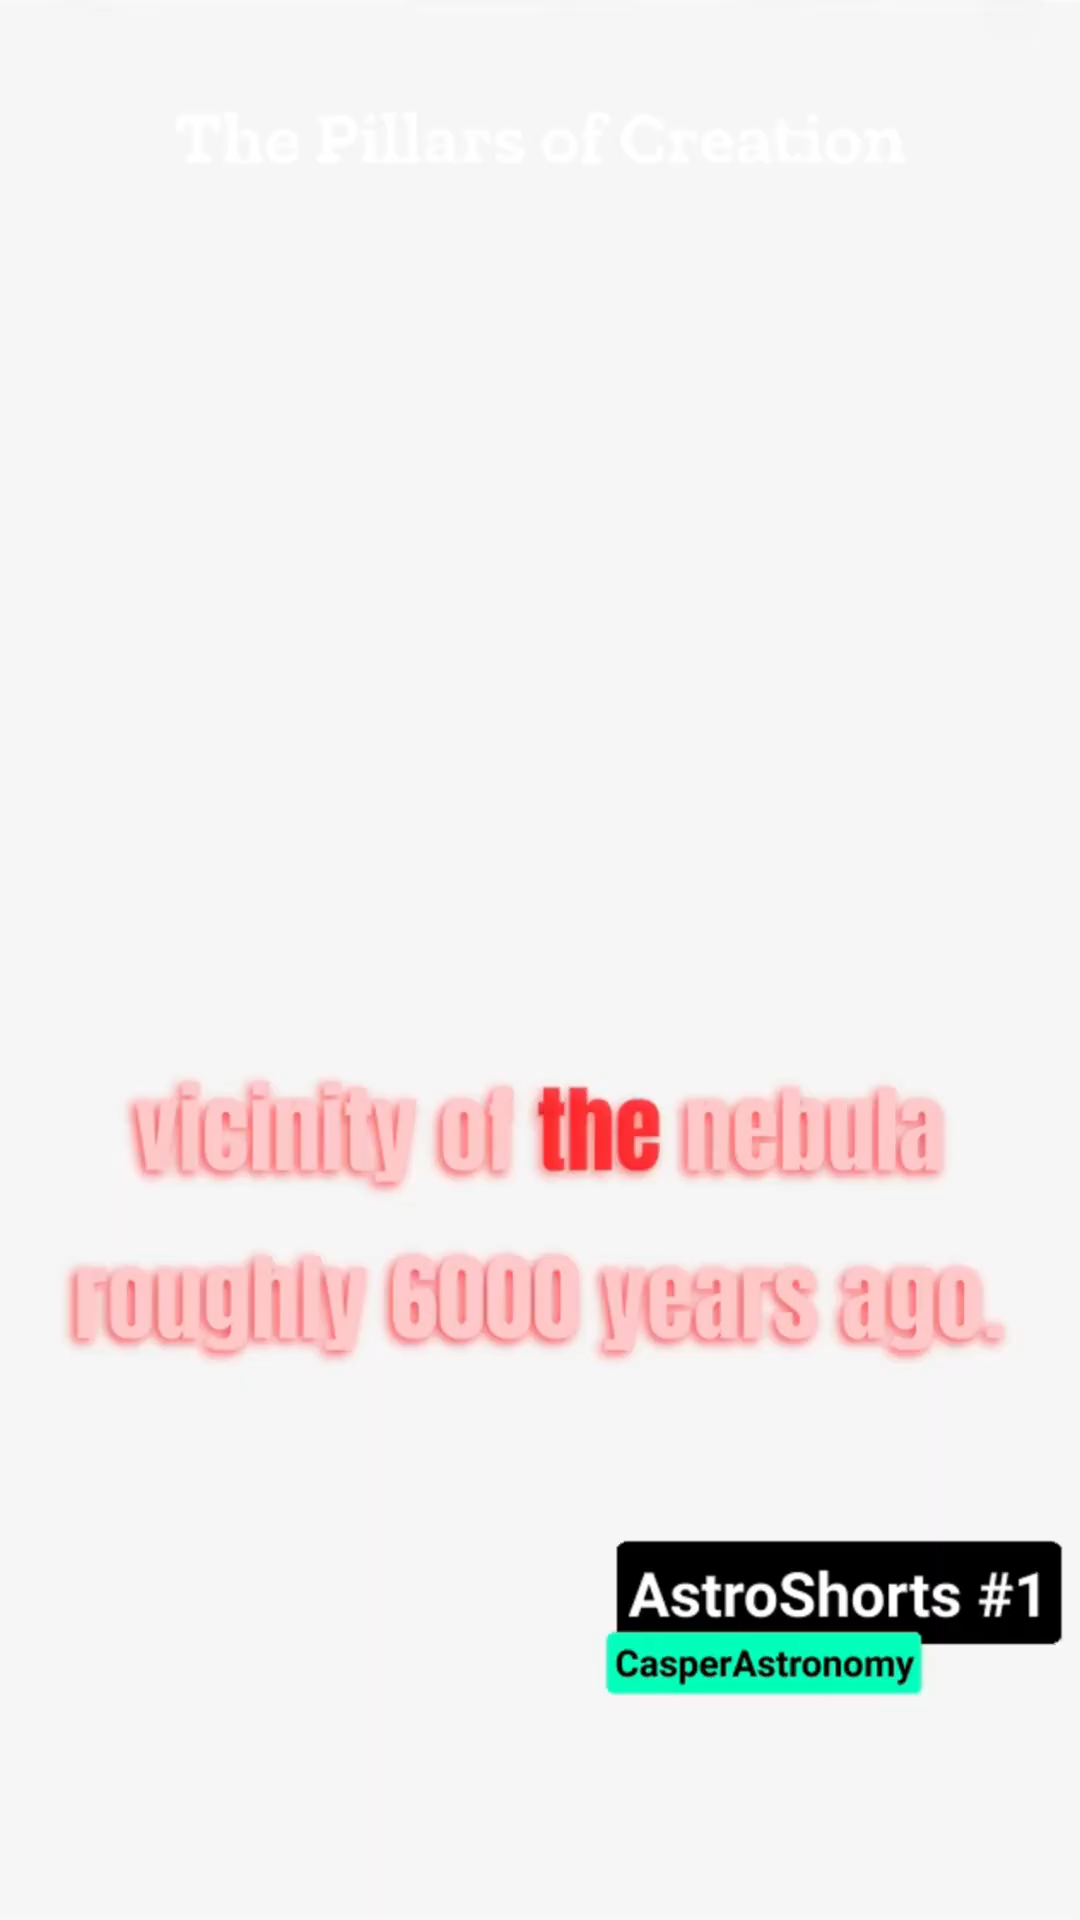 The Pillars of Creation
vicinity of the nebula
roughly 6000 years ago.
AstroShorts #1
CasperAstronomy